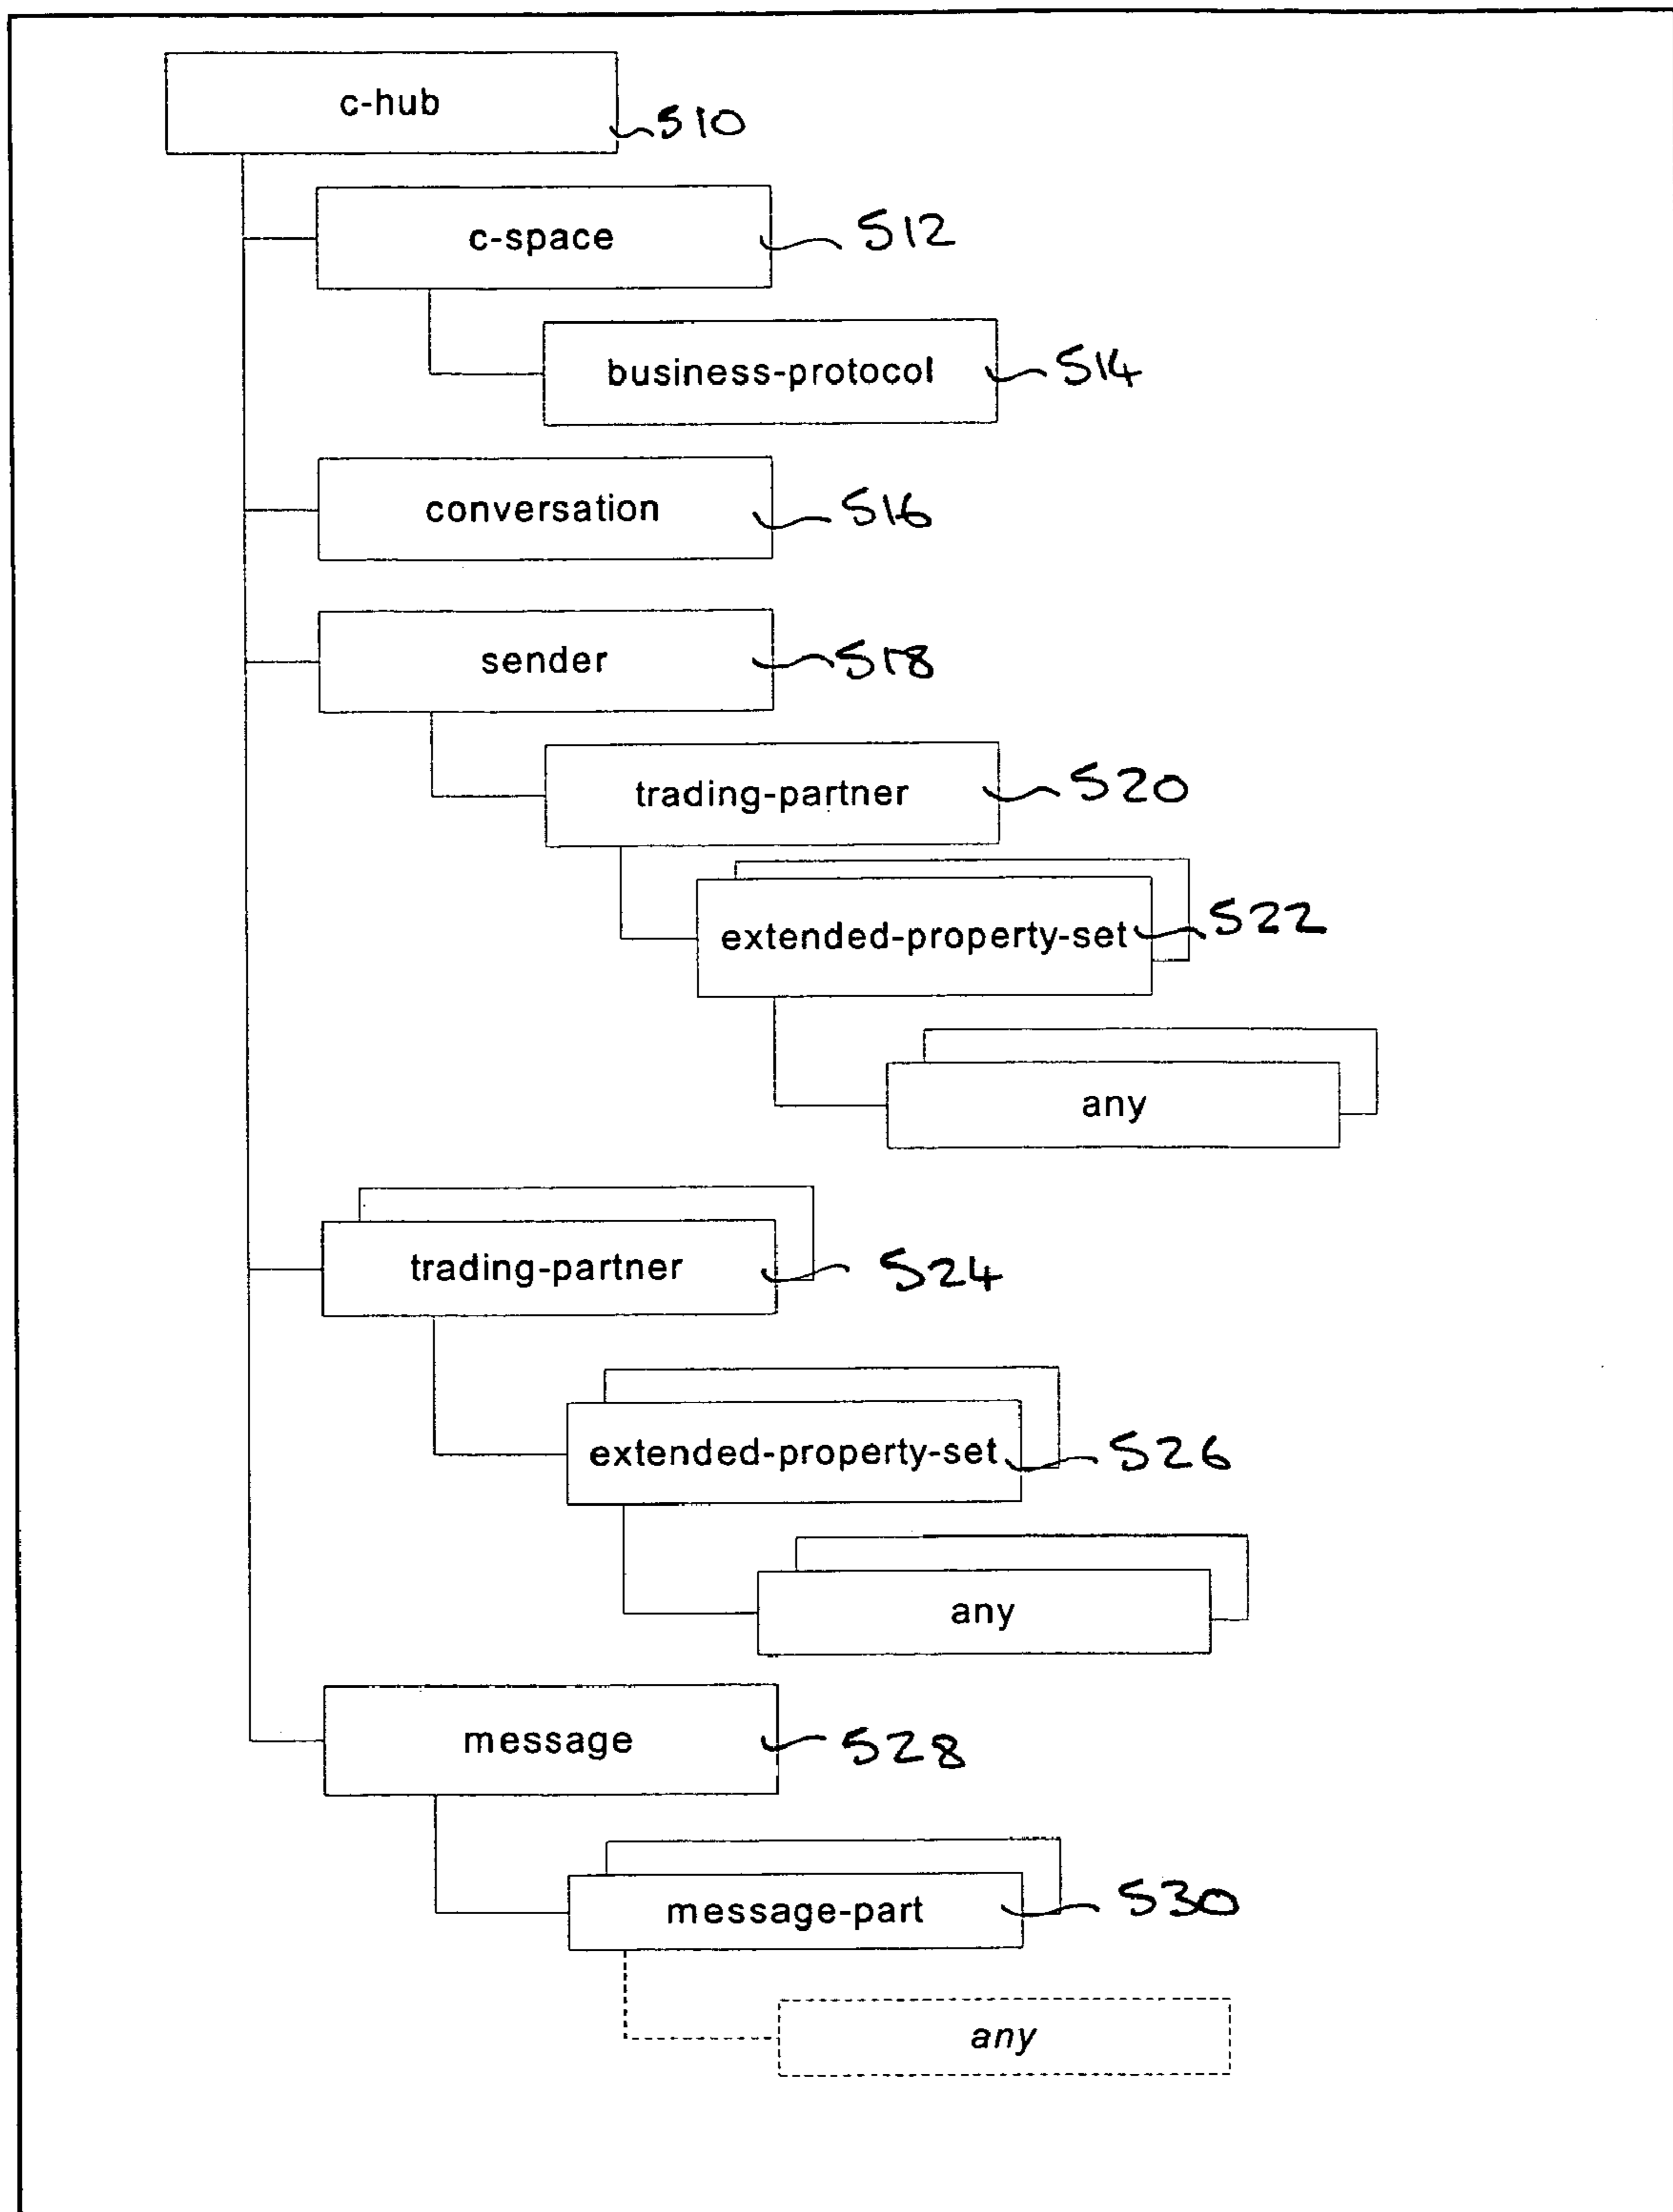 c-hub
510
c-space
512
business-protocol
514
conversation
516
sender
518
trading-partner
520
extended-property-set
522
any
trading-partner
524
extended-property-set
526
any
message
528
message-part
530
any